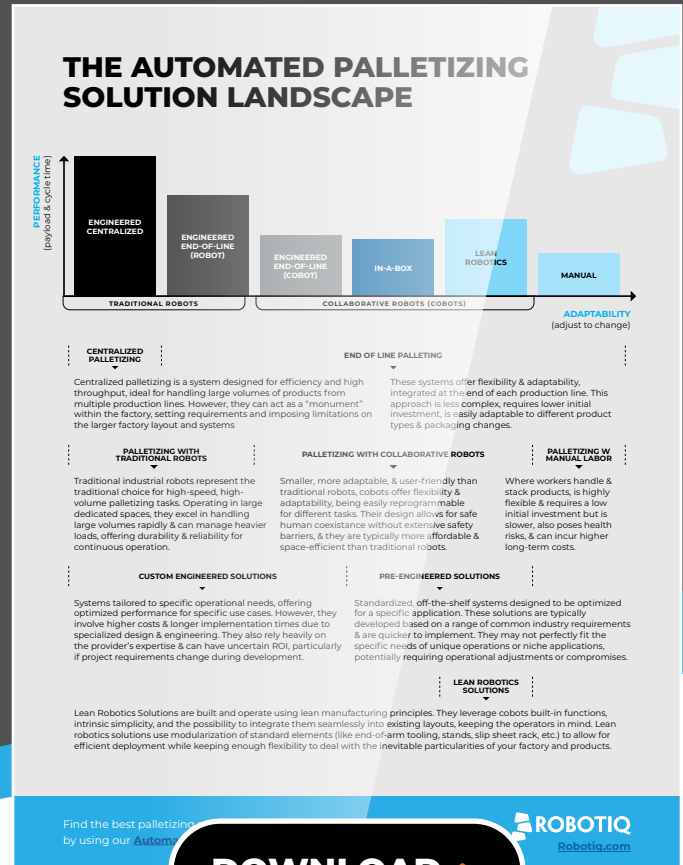 THE AUTOMATED PALLETIZING
SOLUTION LANDSCAPE
PERFORMANCE
(payload & cycle time)
ENGINEERED
CENTRALIZED
ENGINEERED
END-OF-LINE
(ROBOT)
ENGINEERED
END-OF-LINE
(COBOT)
IN-A-BOX
LEAN
ROBOTICS
MANUAL
TRADITIONAL ROBOTS
COLLABORATIVE ROBOTS (COBOTS)
ADAPTABILITY
(adjust to change)
CENTRALIZED
PALLETIZING
Centralized palletizing is a system designed for efficiency and high
throughput, ideal for handling large volumes of products from
multiple production lines. However, they can act as a "monument"
within the factory, setting requirements and imposing limitations on
the larger factory layout and systems
END OF LINE PALLETING
These systems offer flexibility & adaptability,
integrated at the end of each production line. This
approach is less complex, requires lower initial
investment, is easily adaptable to different product
types & packaging changes.
PALLETIZING WITH
TRADITIONAL ROBOTS
Traditional industrial robots represent the
traditional choice for high-speed, high-
volume palletizing tasks. Operating in large
dedicated spaces, they excel in handling
large volumes rapidly & can manage heavier
loads, offering durability & reliability for
continuous operation.
PALLETIZING WITH COLLABORATIVE ROBOTS
Smaller, more adaptable, & user-friendly than
traditional robots, cobots offer flexibility &
adaptability, being easily reprogrammable
for different tasks. Their design allows for safe
human coexistance without extensive safety
barriers, & they are typically more affordable &
space-efficient than traditional robots.
PALLETIZING W
MANUAL LABOR
Where workers handle &
stack products, is highly
flexible & requires a low
initial investment but is
slower, also poses health
risks, & can incur higher
long-term costs.
CUSTOM ENGINEERED SOLUTIONS
Systems tailored to specific operational needs, offering
optimized performance for specific use cases. However, they
involve higher costs & longer implementation times due to
specialized design & engineering. They also rely heavily on
the provider's expertise & can have uncertain ROI, particularly
if project requirements change during development.
PRE-ENGINEERED SOLUTIONS
Standardized, off-the-shelf systems designed to be optimized
for a specific application. These solutions are typically
developed based on a range of common industry requirements
& are quicker to implement. They may not perfectly fit the
specific needs of unique operations or niche applications,
potentially requiring operational adjustments or compromises.
LEAN ROBOTICS
SOLUTIONS
Lean Robotics Solutions are built and operate using lean manufacturing principles. They leverage cobots built-in functions,
intrinsic simplicity, and the possibility to integrate them seamlessly into existing layouts, keeping the operators in mind. Lean
robotics solutions use modularization of standard elements (like end-of-arm tooling, stands, slip sheet rack, etc.) to allow for
efficient deployment while keeping enough flexibility to deal with the inevitable particularities of your factory and products.
Find the best palletizing
by using our Automa
ROBOTIQ
Robotiq.com
DOWNLOAD